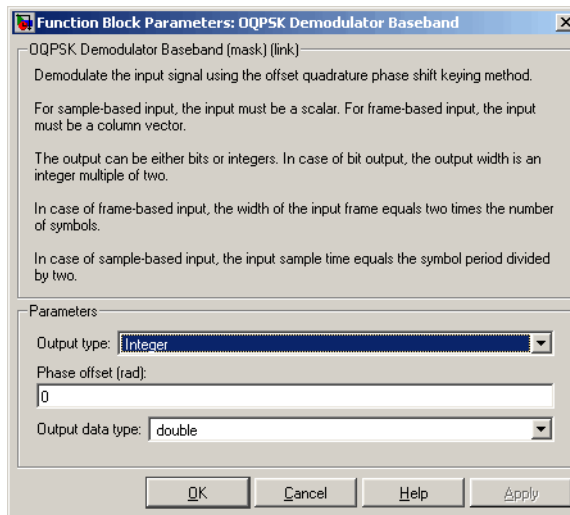 Function Block Parameters: OQPSK Demodulator Baseband
OQPSK Demodulator Baseband (mask) (link)
Demodulate the input signal using the offset quadrature phase shift keying method.
For sample-based input, the input must be a scalar. For frame-based input, the input
must be a column vector.
The output can be either bits or integers. In case of bit output, the output width is an
integer multiple of two.
In case of frame-based input, the width of the input frame equals two times the number
of symbols.
In case of sample-based input, the input sample time equals the symbol period divided
by two.
Parameters
Output type: Integer
Phase offset (rad):
0
Output data type: double
OK Cancel Help Apply